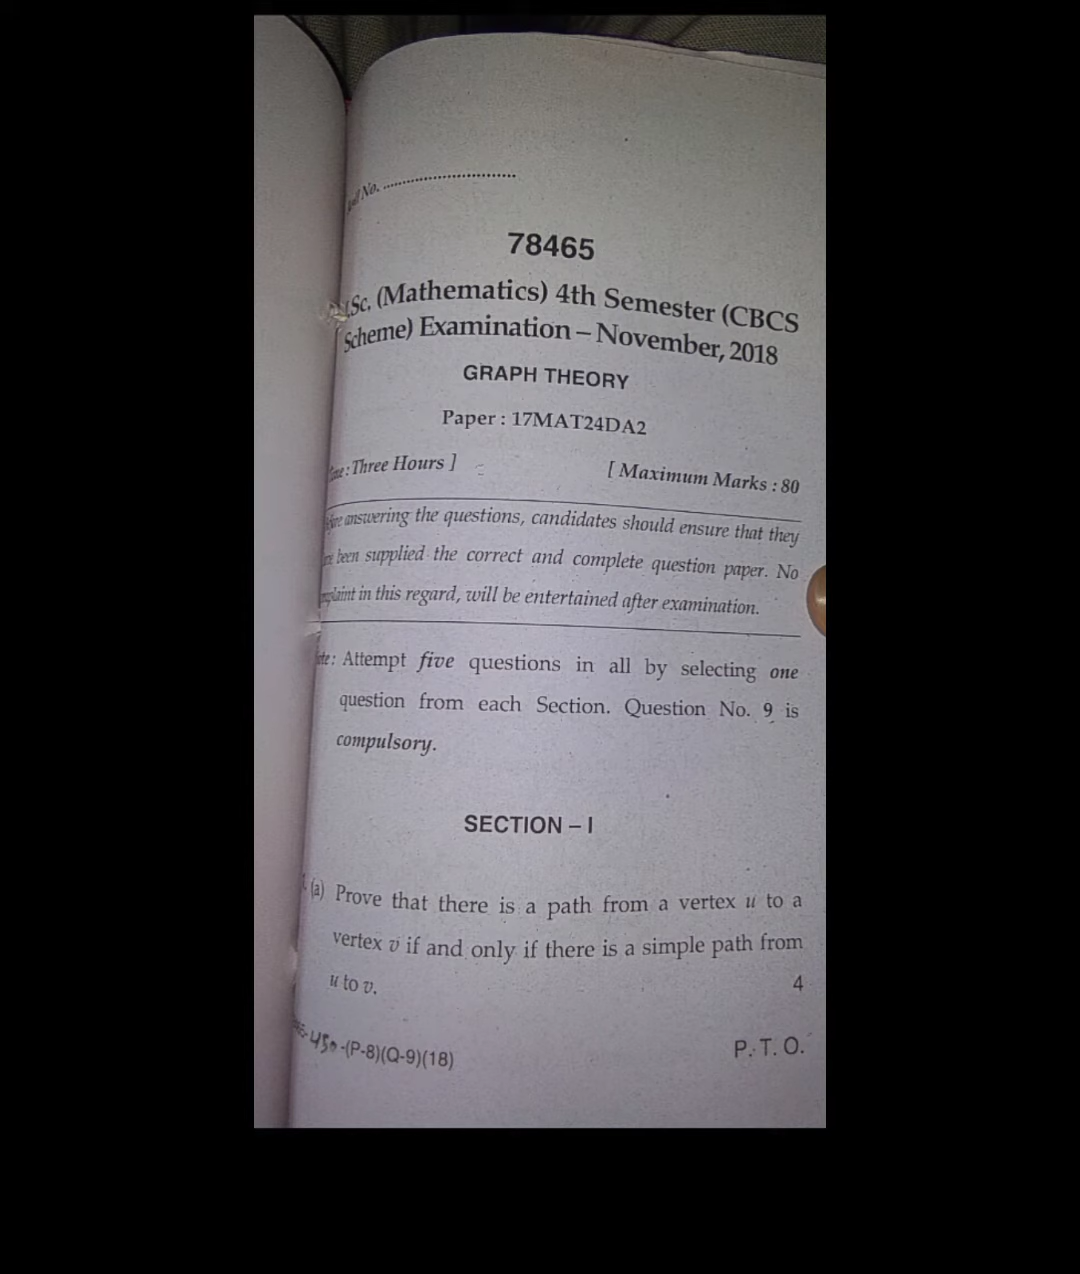 No. ..............................
78465
Sc. (Mathematics) 4th Semester (CBCS
Scheme) Examination – November, 2018
GRAPH THEORY
Paper : 17MAT24DA2
: Three Hours ] [ Maximum Marks : 80
answering the questions, candidates should ensure that they
been supplied the correct and complete question paper. No
in this regard, will be entertained after examination.
: Attempt five questions in all by selecting one
question from each Section. Question No. 9 is
compulsory.
SECTION – I
(a) Prove that there is a path from a vertex u to a
vertex v if and only if there is a simple path from
u to v. 4
-450-(P-8)(Q-9)(18) P. T. O.